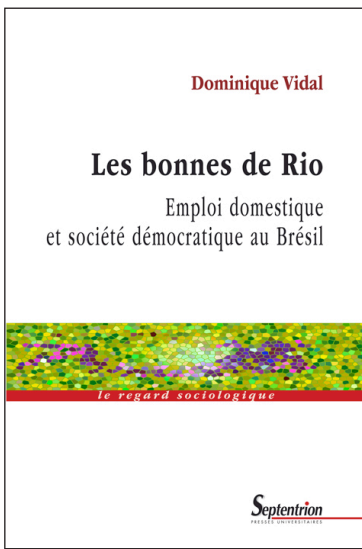 Dominique Vidal
Les bonnes de Rio
Emploi domestique
et société démocratique au Brésil
le regard sociologique
Septentrion
PRESSES UNIVERSITAIRES